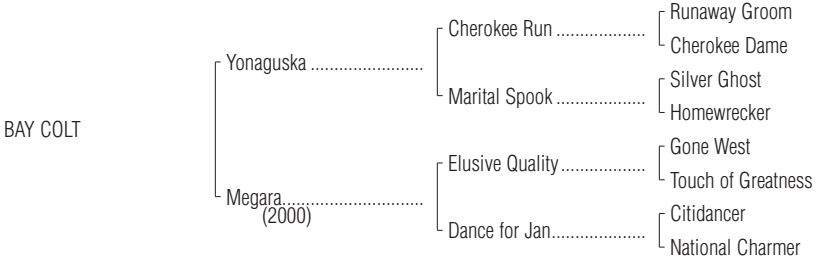 Runaway Groom
Cherokee Run ...................
Cherokee Dame
Yonaguska ........................
Silver Ghost
Marital Spook ...................
Homewrecker
BAY COLT
Gone West
Elusive Quality ..................
Touch of Greatness
Megara..............................
(2000)
Citidancer
Dance for Jan....................
National Charmer